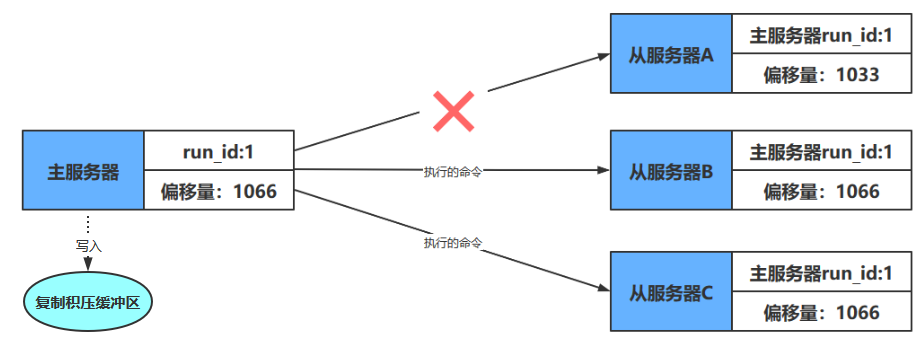 从服务器A
主服务器run_id:1
偏移量：1033
主服务器
run_id:1
偏移量：1066
执行的命令
从服务器B
主服务器run_id:1
偏移量：1066
写入
执行的命令
复制积压缓冲区
从服务器C
主服务器run_id:1
偏移量：1066